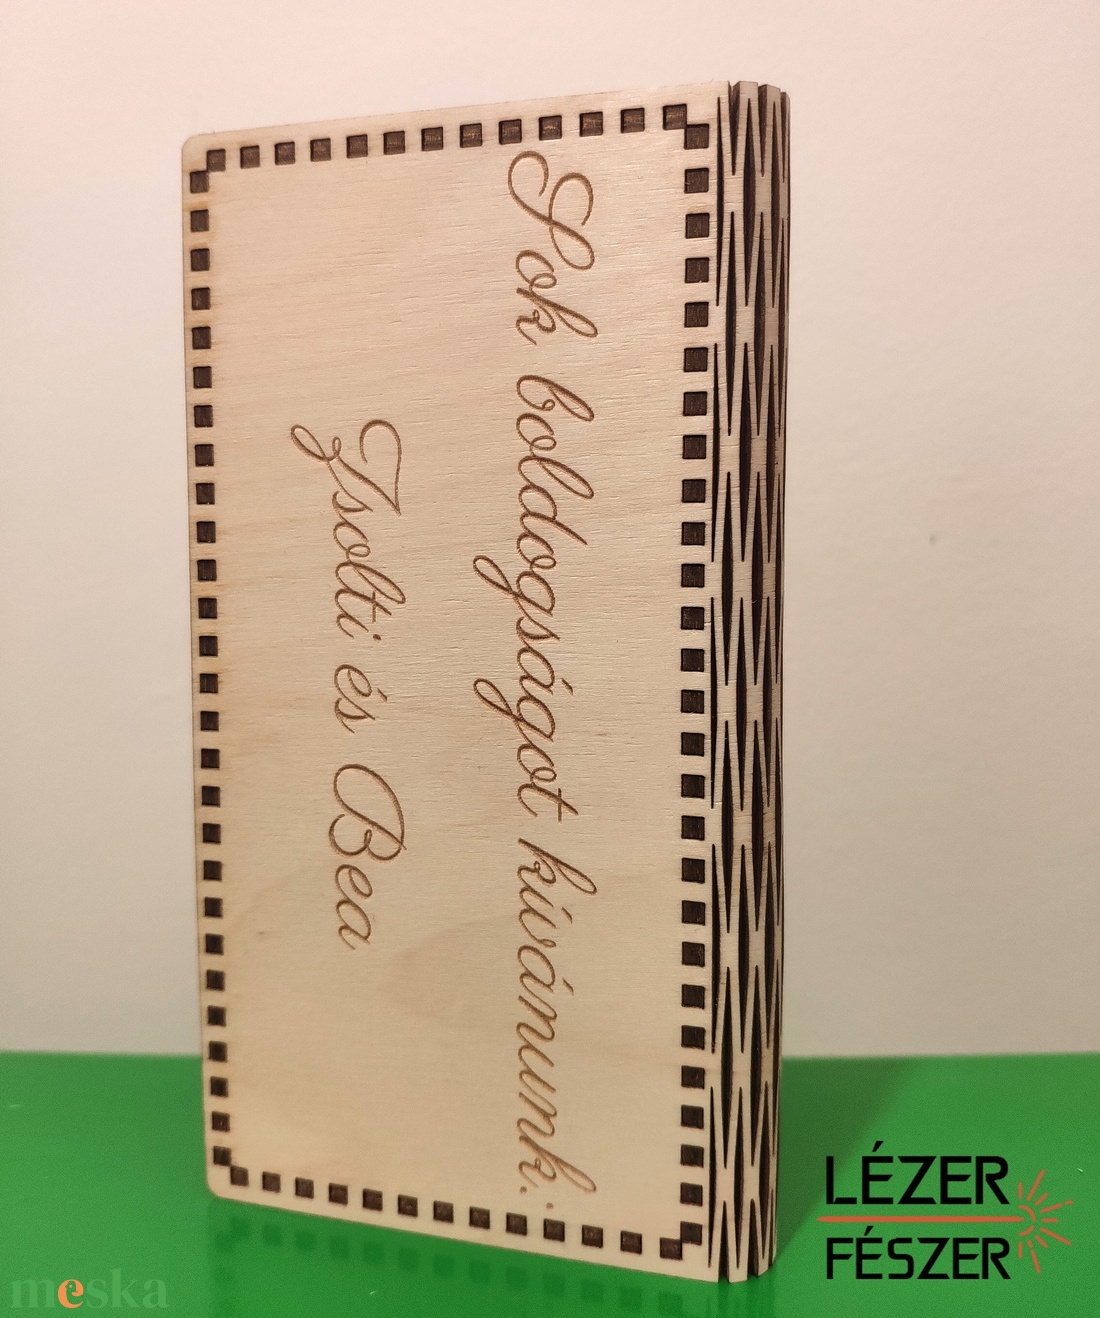 Sok boldogságot kívánunk:
Zsolti és Bea
LÉZER
FÉSZER
meska